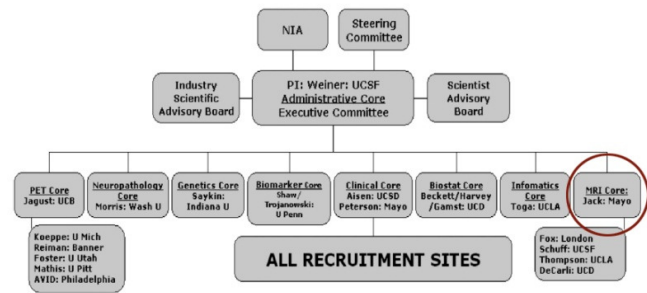 NIA
Steering
Committee
Industry
Scientific
Advisory Board
PI: Weiner: UCSF
Administrative Core
Executive Committee
Scientist
Advisory
Board
PET Core
Jagust: UCB
Neuropathology
Core
Morris: Wash U
Genetics Core
Saykin:
Indiana U
Biomarker Core
Shaw/
Trojanowski:
U Penn
Clinical Core
Aisen: UCSD
Peterson: Mayo
Biostat Core
Beckett/Harvey
/Gamst: UCD
Infomatics
Core
Toga: UCLA
MRI Core:
Jack: Mayo
Koeppe: U Mich
Reiman: Banner
Foster: U Utah
Mathis: U Pitt
AVID: Philadelphia
ALL RECRUITMENT SITES
Fox: London
Schuff: UCSF
Thompson: UCLA
DeCarli: UCD